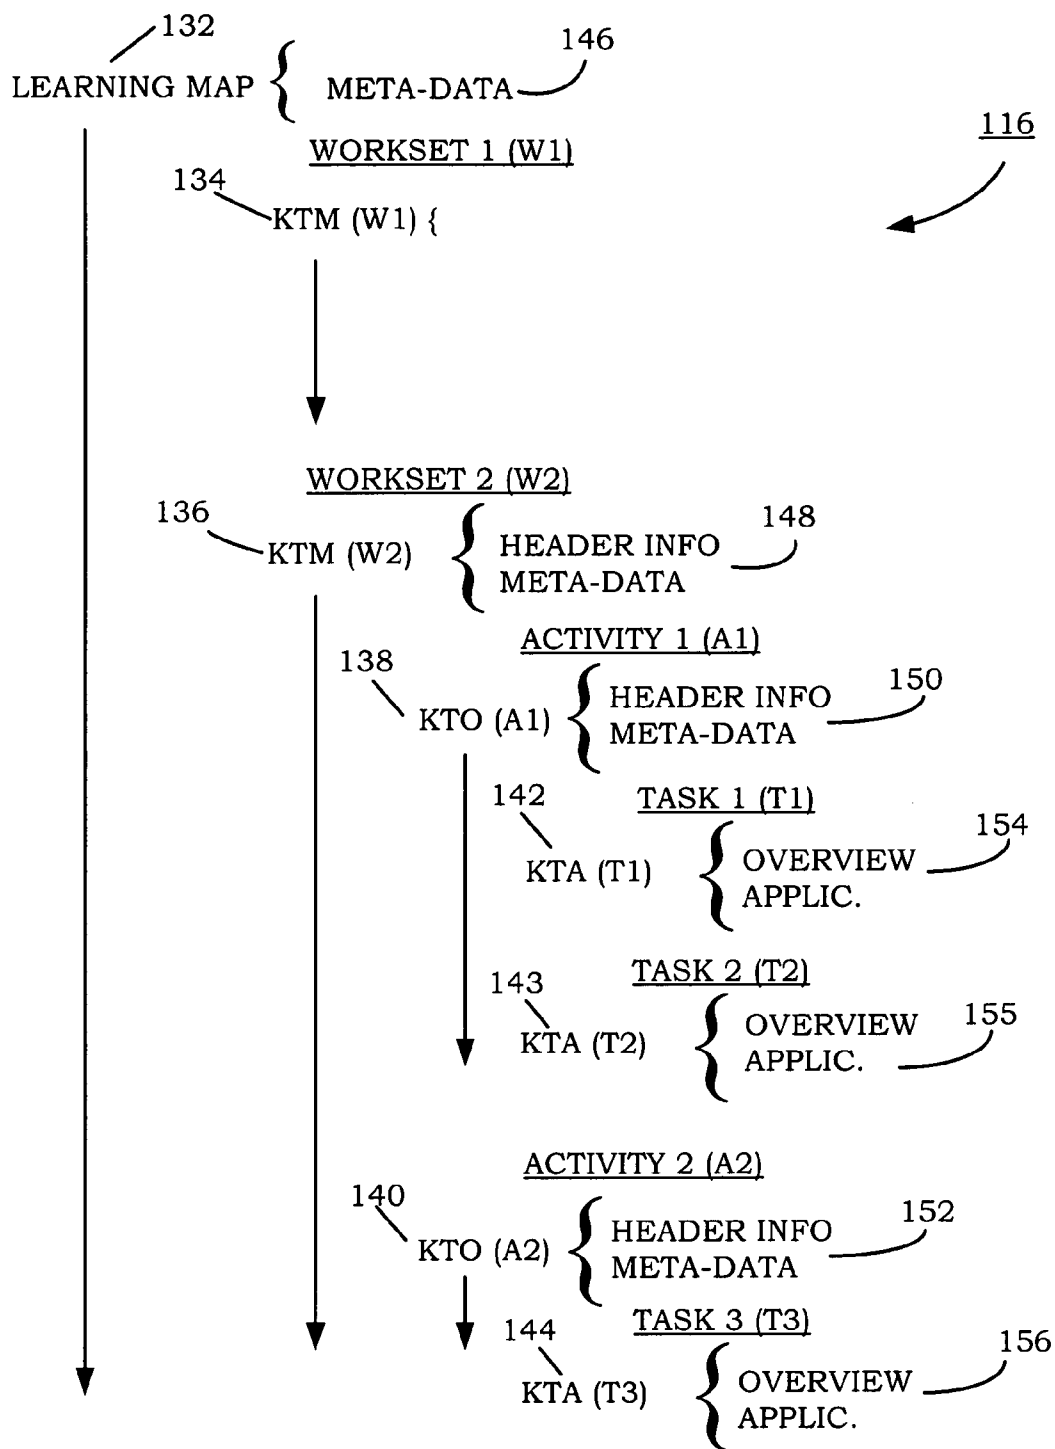 132
146
LEARNING MAP { META-DATA
116
WORKSET 1 (W1)
134
KTM (W1) {
WORKSET 2 (W2)
136
148
KTM (W2) { HEADER INFO
META-DATA
ACTIVITY 1 (A1)
138
150
KTO (A1) { HEADER INFO
META-DATA
142
TASK 1 (T1)
154
KTA (T1) { OVERVIEW
APPLIC.
143
TASK 2 (T2)
155
KTA (T2) { OVERVIEW
APPLIC.
ACTIVITY 2 (A2)
140
152
KTO (A2) { HEADER INFO
META-DATA
144
TASK 3 (T3)
156
KTA (T3) { OVERVIEW
APPLIC.